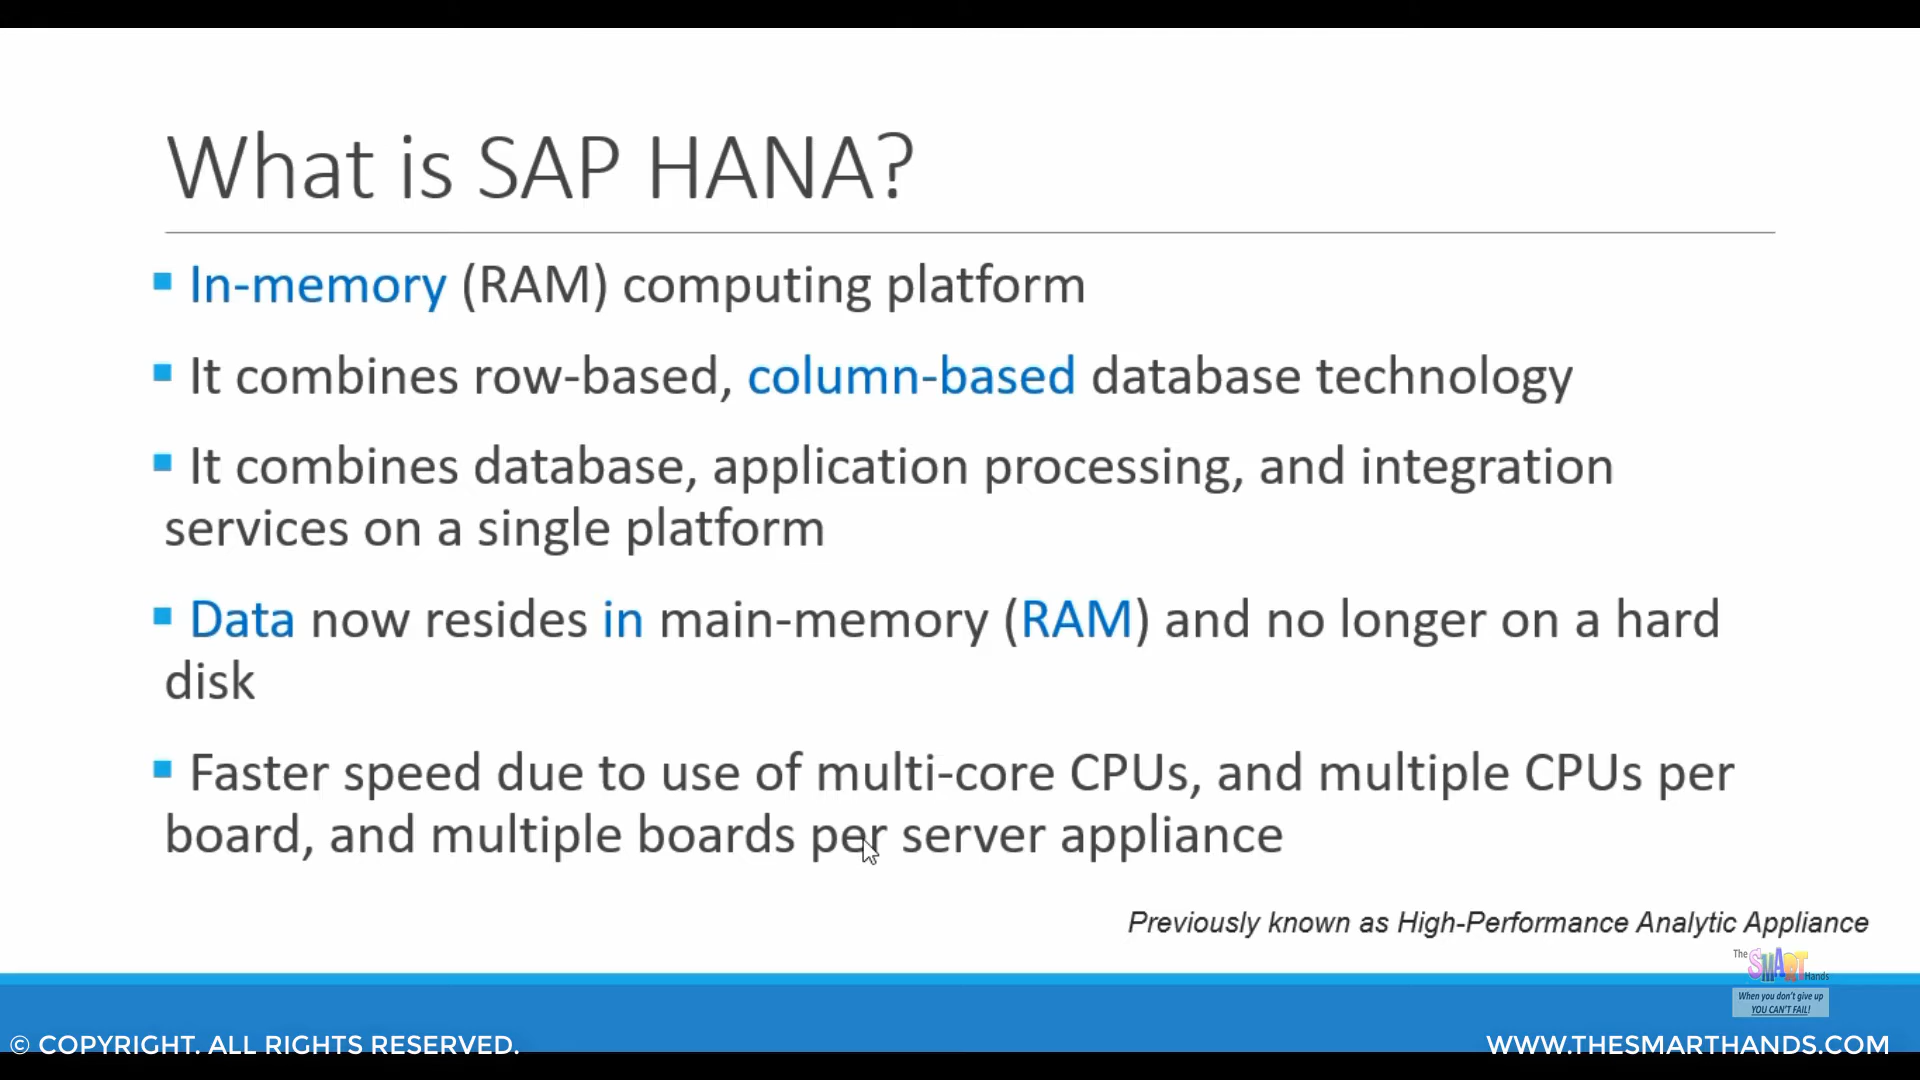 What is SAP HANA?
▪ In-memory (RAM) computing platform
▪ It combines row-based, column-based database technology
▪ It combines database, application processing, and integration
services on a single platform
▪ Data now resides in main-memory (RAM) and no longer on a hard
disk
▪ Faster speed due to use of multi-core CPUs, and multiple CPUs per
board, and multiple boards per server appliance
Previously known as High-Performance Analytic Appliance
The SMART Hands
When you don't give up
YOU CAN'T FAIL!
© COPYRIGHT. ALL RIGHTS RESERVED.
WWW.THESMARTHANDS.COM